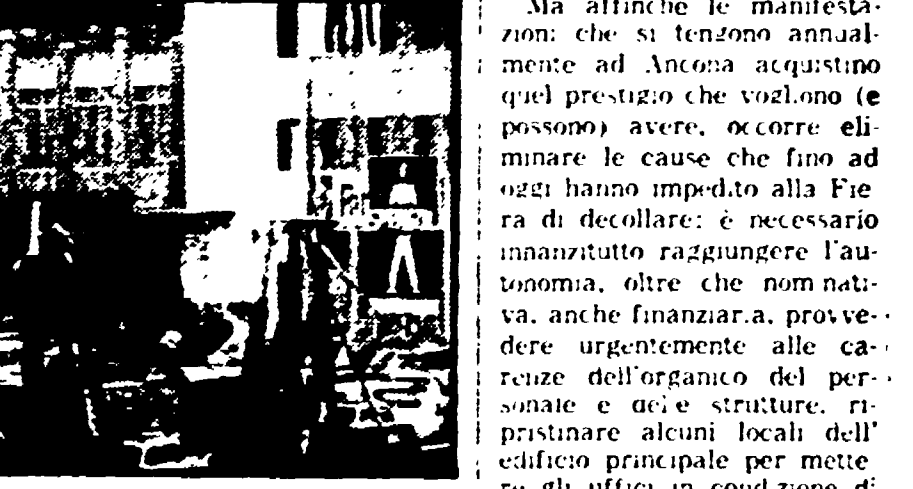 Ma affinchè le manifesta-
zioni che si tengono annual-
mente ad Ancona acquistino
quel prestigio che vogliono (e
possono) avere, occorre eli-
minare le cause che fino ad
oggi hanno impedito alla Fie
ra di decollare: è necessario
innanzitutto raggiungere l'au-
tonomia, oltre che nominati-
va, anche finanziaria, provve-
dere urgentemente alle ca-
renze dell'organico del per-
sonale e delle strutture, ri-
pristinare alcuni locali dell'
edificio principale per mette
re gli uffici in condizione di